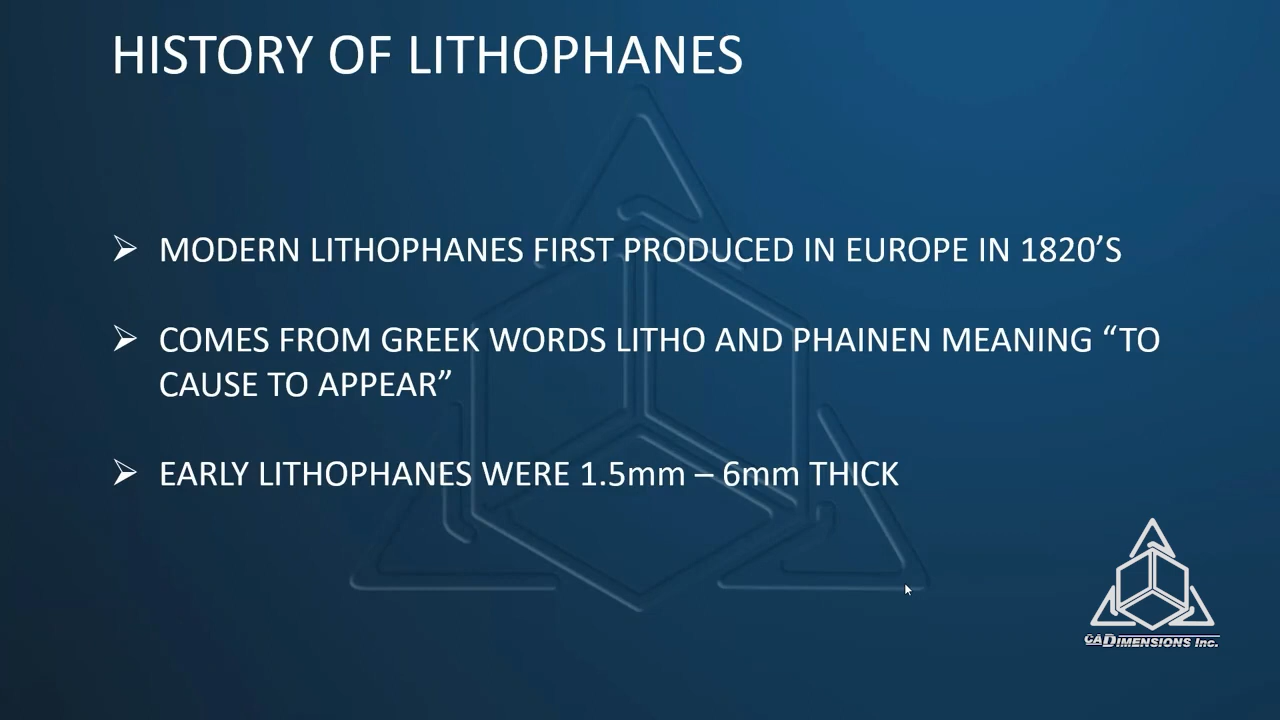 HISTORY OF LITHOPHANES
MODERN LITHOPHANES FIRST PRODUCED IN EUROPE IN 1820’S
COMES FROM GREEK WORDS LITHO AND PHAINEN MEANING “TO
CAUSE TO APPEAR”
EARLY LITHOPHANES WERE 1.5mm – 6mm THICK
CADIMENSIONS Inc.